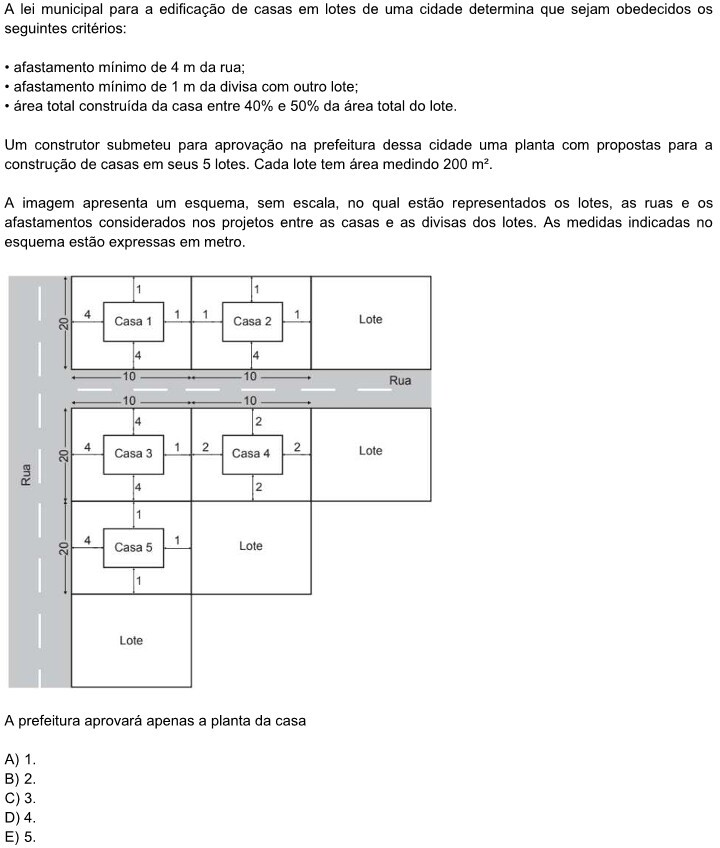 A lei municipal para a edificação de casas em lotes de uma cidade determina que sejam obedecidos os
seguintes critérios:
• afastamento mínimo de 4 m da rua;
• afastamento mínimo de 1 m da divisa com outro lote;
• área total construída da casa entre 40% e 50% da área total do lote.
Um construtor submeteu para aprovação na prefeitura dessa cidade uma planta com propostas para a
construção de casas em seus 5 lotes. Cada lote tem área medindo 200 m².
A imagem apresenta um esquema, sem escala, no qual estão representados os lotes, as ruas e os
afastamentos considerados nos projetos entre as casas e as divisas dos lotes. As medidas indicadas no
esquema estão expressas em metro.
1 1
20 4 Casa 1 1 1 Casa 2 1 Lote
4 4
10 10
Rua
10 10
4 2
Rua 20 4 Casa 3 1 2 Casa 4 2 Lote
4 2
1
20 4 Casa 5 1 Lote
1
Lote
A prefeitura aprovará apenas a planta da casa
A) 1.
B) 2.
C) 3.
D) 4.
E) 5.